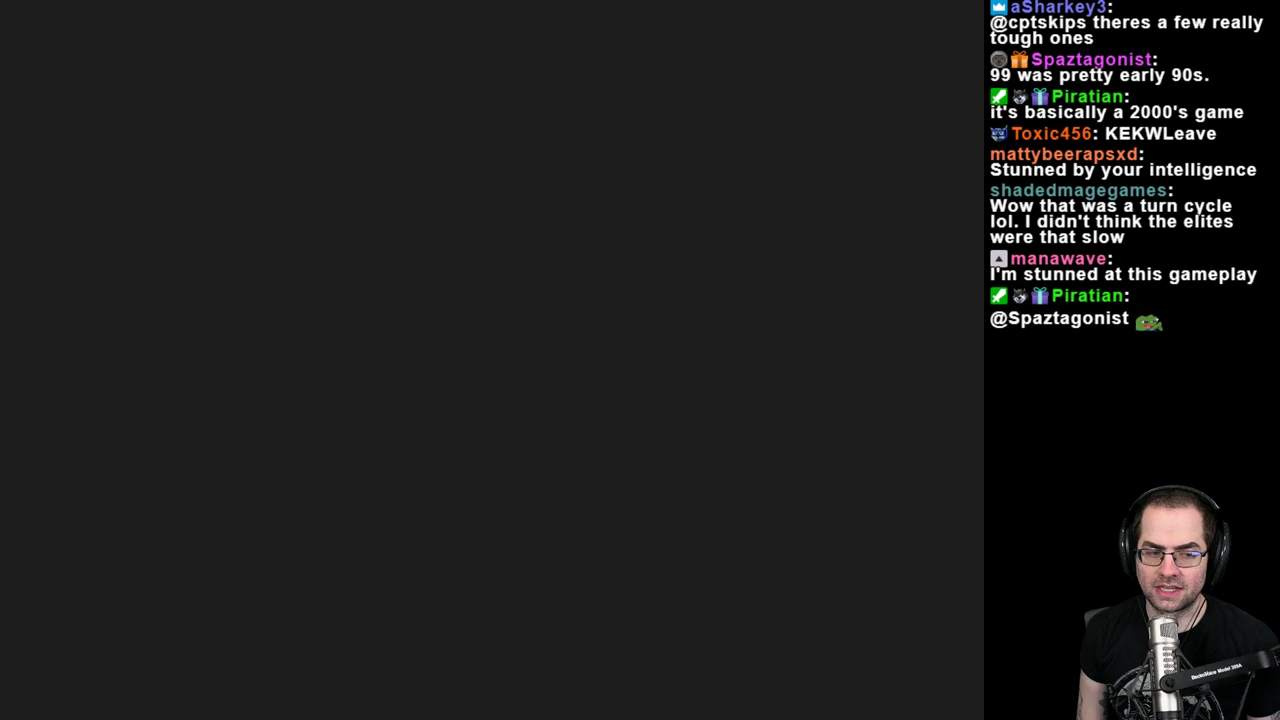 aSharkey3:
@cptskips theres a few really
tough ones
Spaztagonist:
99 was pretty early 90s.
Piratian:
it's basically a 2000's game
Toxic456: KEKWLeave
mattybeerapsxd:
Stunned by your intelligence
shadedmagegames:
Wow that was a turn cycle
lol. I didn't think the elites
were that slow
manawave:
I'm stunned at this gameplay
Piratian:
@Spaztagonist